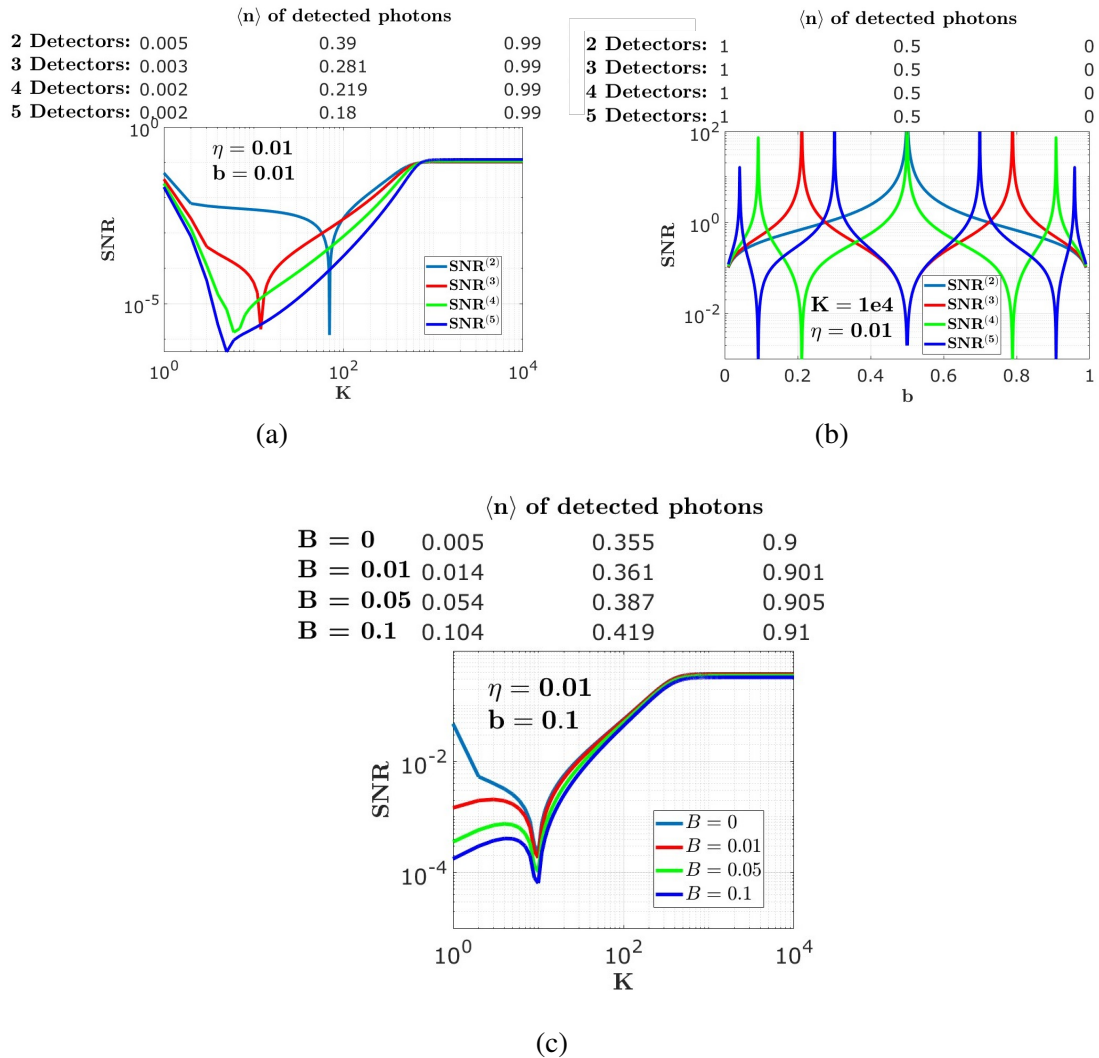 ⟨n⟩ of detected photons
2 Detectors: 0.005 0.39 0.99
3 Detectors: 0.003 0.281 0.99
4 Detectors: 0.002 0.219 0.99
5 Detectors: 0.002 0.18 0.99
10^0
η = 0.01
b = 0.01
SNR
10^-5
SNR^(2)
SNR^(3)
SNR^(4)
SNR^(5)
10^0 10^2 10^4
K
(a)
⟨n⟩ of detected photons
2 Detectors: 1 0.5 0
3 Detectors: 1 0.5 0
4 Detectors: 1 0.5 0
5 Detectors: 1 0.5 0
10^2
10^0
SNR
10^-2
K = 1e4
η = 0.01
SNR^(2)
SNR^(3)
SNR^(4)
SNR^(5)
0 0.2 0.4 0.6 0.8 1
b
(b)
⟨n⟩ of detected photons
B = 0 0.005 0.355 0.9
B = 0.01 0.014 0.361 0.901
B = 0.05 0.054 0.387 0.905
B = 0.1 0.104 0.419 0.91
η = 0.01
b = 0.1
10^-2
SNR
10^-4
B = 0
B = 0.01
B = 0.05
B = 0.1
10^0 10^2 10^4
K
(c)